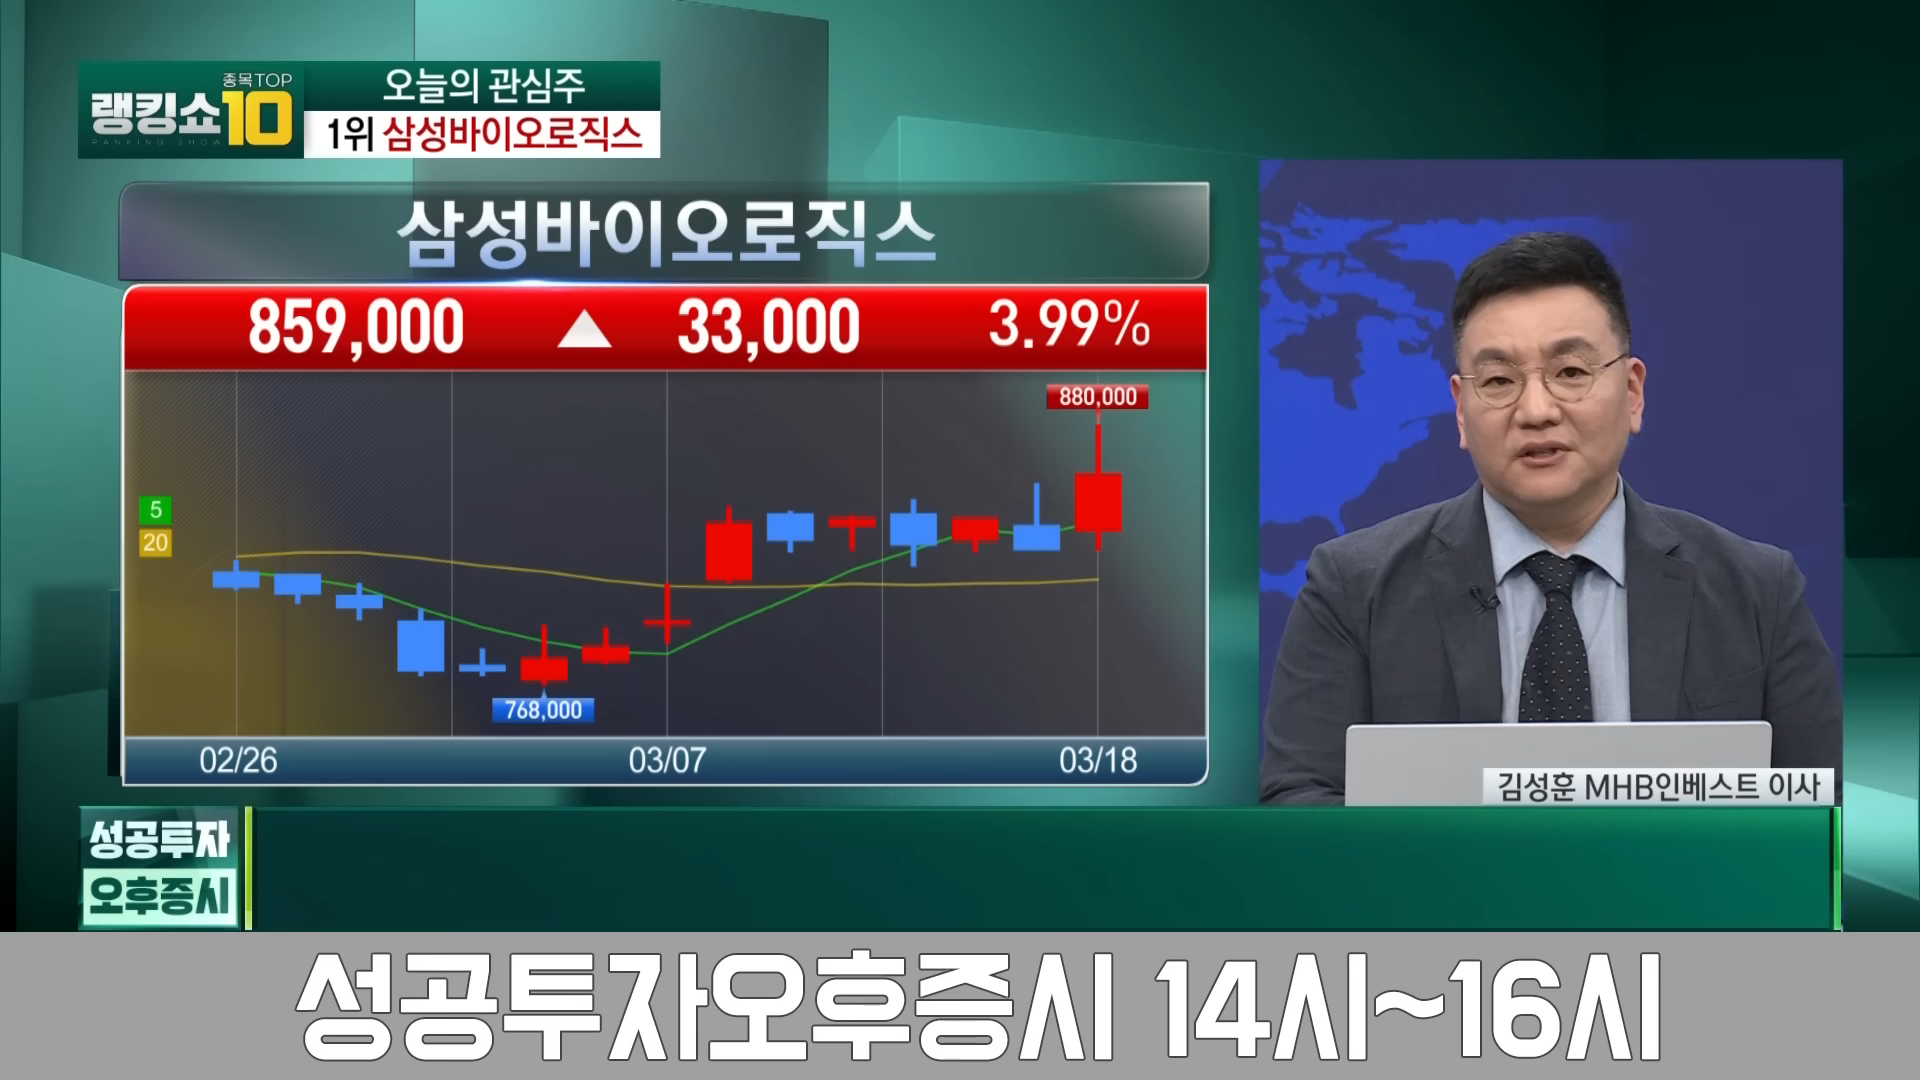 종목TOP
랭킹쇼10
RANKING SHOW
오늘의 관심주
1위 삼성바이오로직스
삼성바이오로직스
859,000 ▲ 33,000 3.99%
880,000
5
20
768,000
02/26 03/07 03/18
김성훈 MHB인베스트 이사
성공투자
오후증시
성공투자오후증시 14시~16시